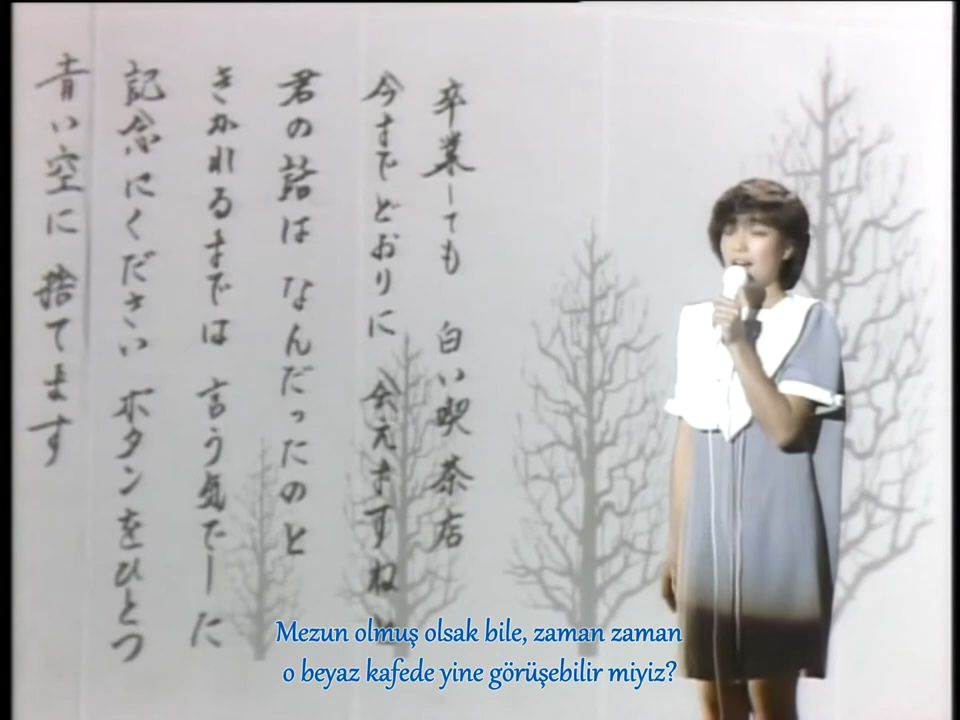 卒業しても 白い喫茶店
今までどおりに 会えますねと
君の話は なんだったのと
きかれるまでは 言う気でした
記念にください ボタンをひとつ
青い空に 捨てます
Mezun olmuş olsak bile, zaman zaman
o beyaz kafede yine görüşebilir miyiz?